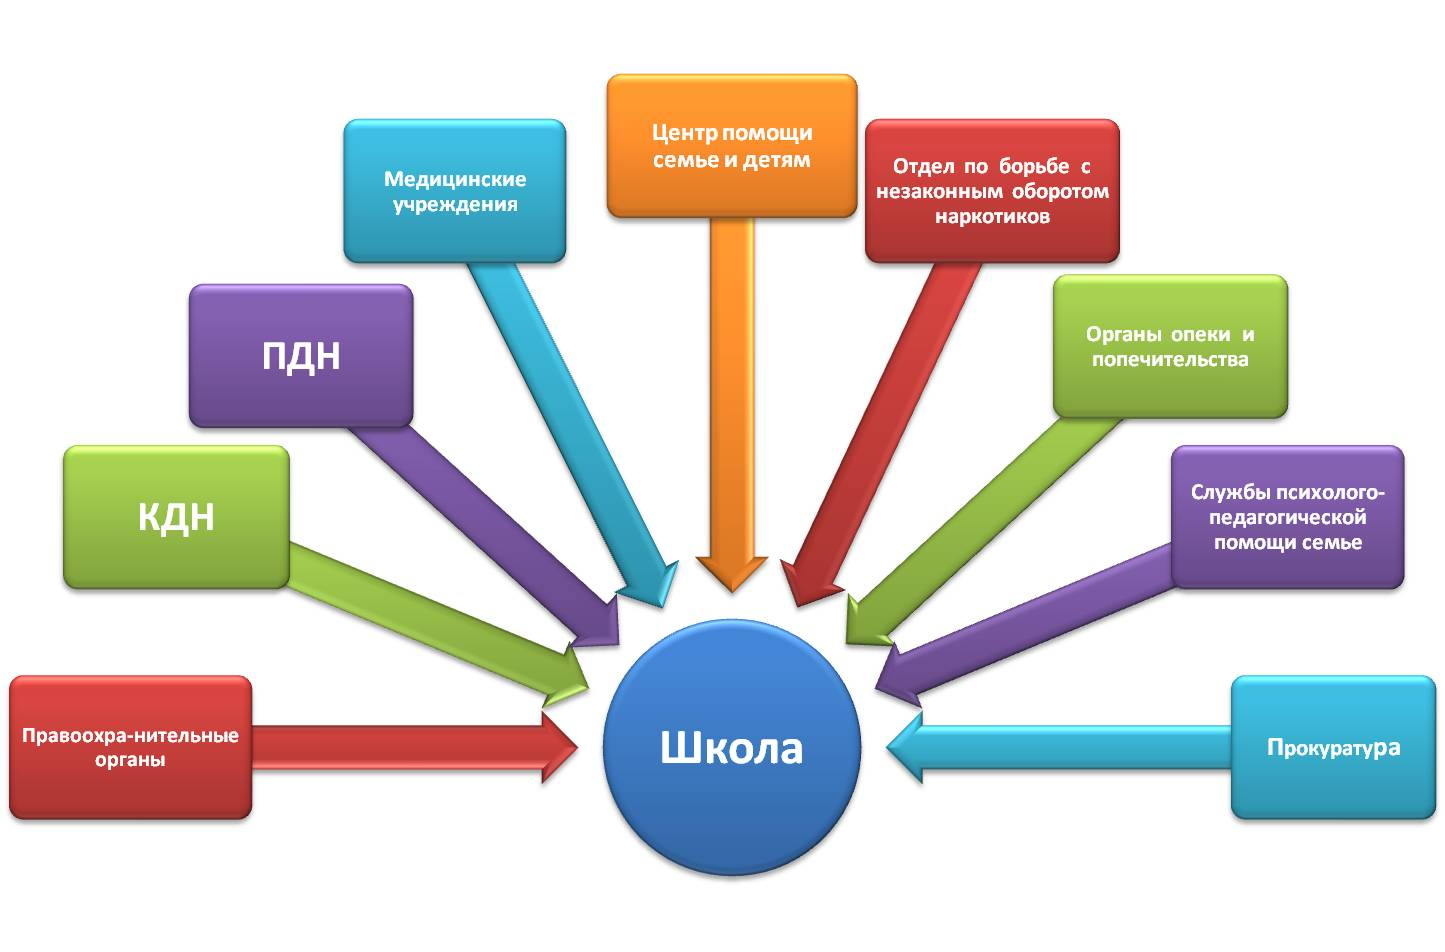 Центр помощи
семье и детям
Медицинские
учреждения
Отдел по борьбе с
незаконным оборотом
наркотиков
ПДН
Органы опеки и
попечительства
КДН
Службы психолого-
педагогической
помощи семье
Правоохра-нительные
органы
Школа
Прокуратура